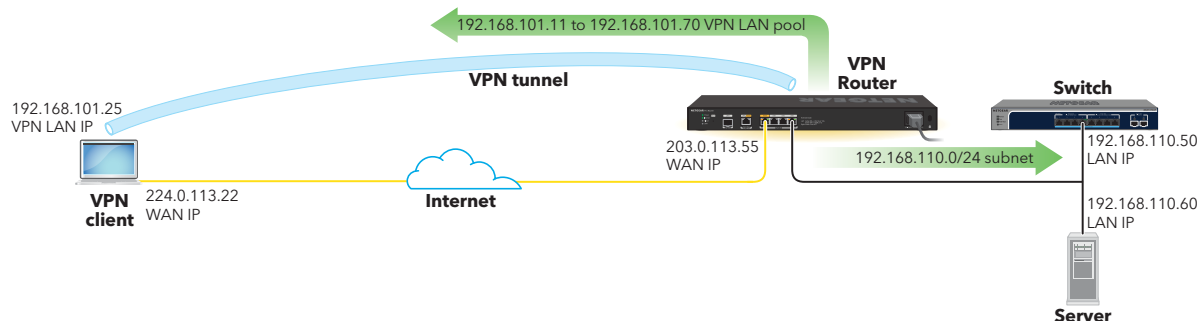 192.168.101.11 to 192.168.101.70 VPN LAN pool
VPN tunnel
VPN
Router
Switch
192.168.101.25
VPN LAN IP
NETGEAR
203.0.113.55
WAN IP
192.168.110.0/24 subnet
192.168.110.50
LAN IP
224.0.113.22
WAN IP
VPN
client
Internet
192.168.110.60
LAN IP
Server